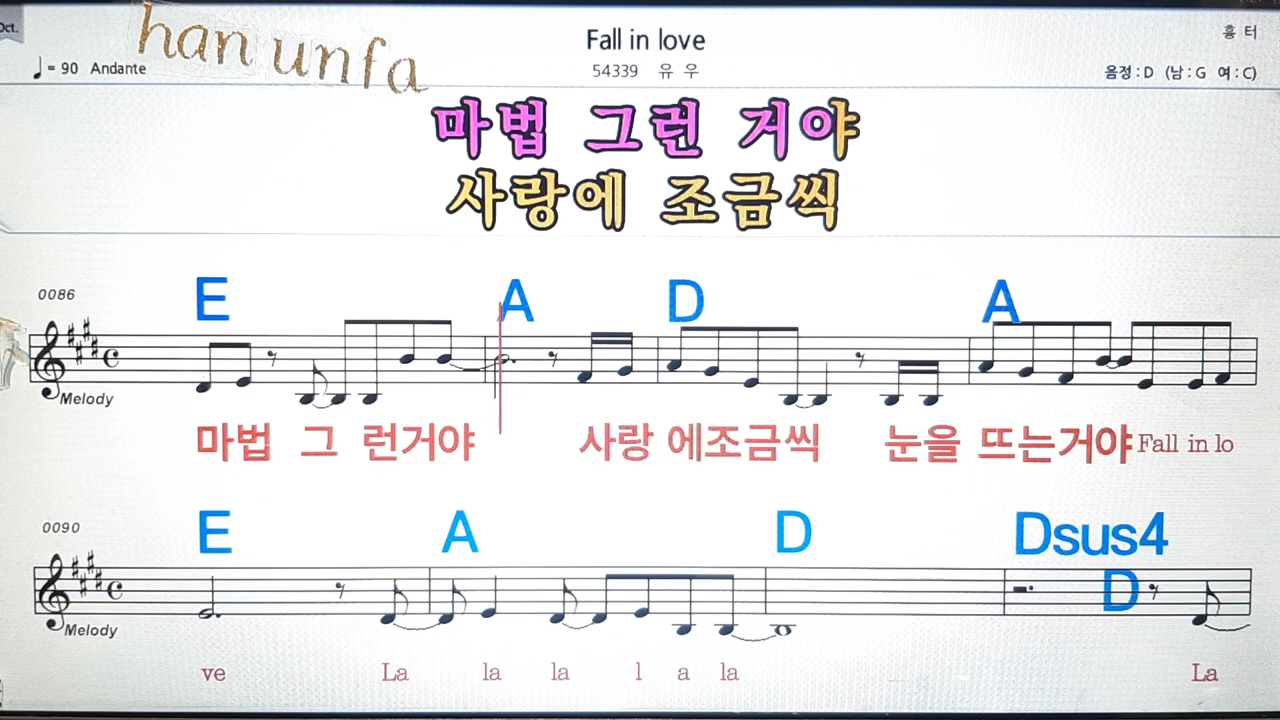 Oct.
han unfa
Fall in love
흉 터
♩= 90 Andante
54339 유 우
음정:D (남:G 여:C)
마법 그런 거야
사랑에 조금씩
0086
E A D A
Melody
마법 그 런거야 사랑 에조금씩 눈을 뜨는거야 Fall in lo
0090
E A D Dsus4
D
Melody
ve La la la l a la La